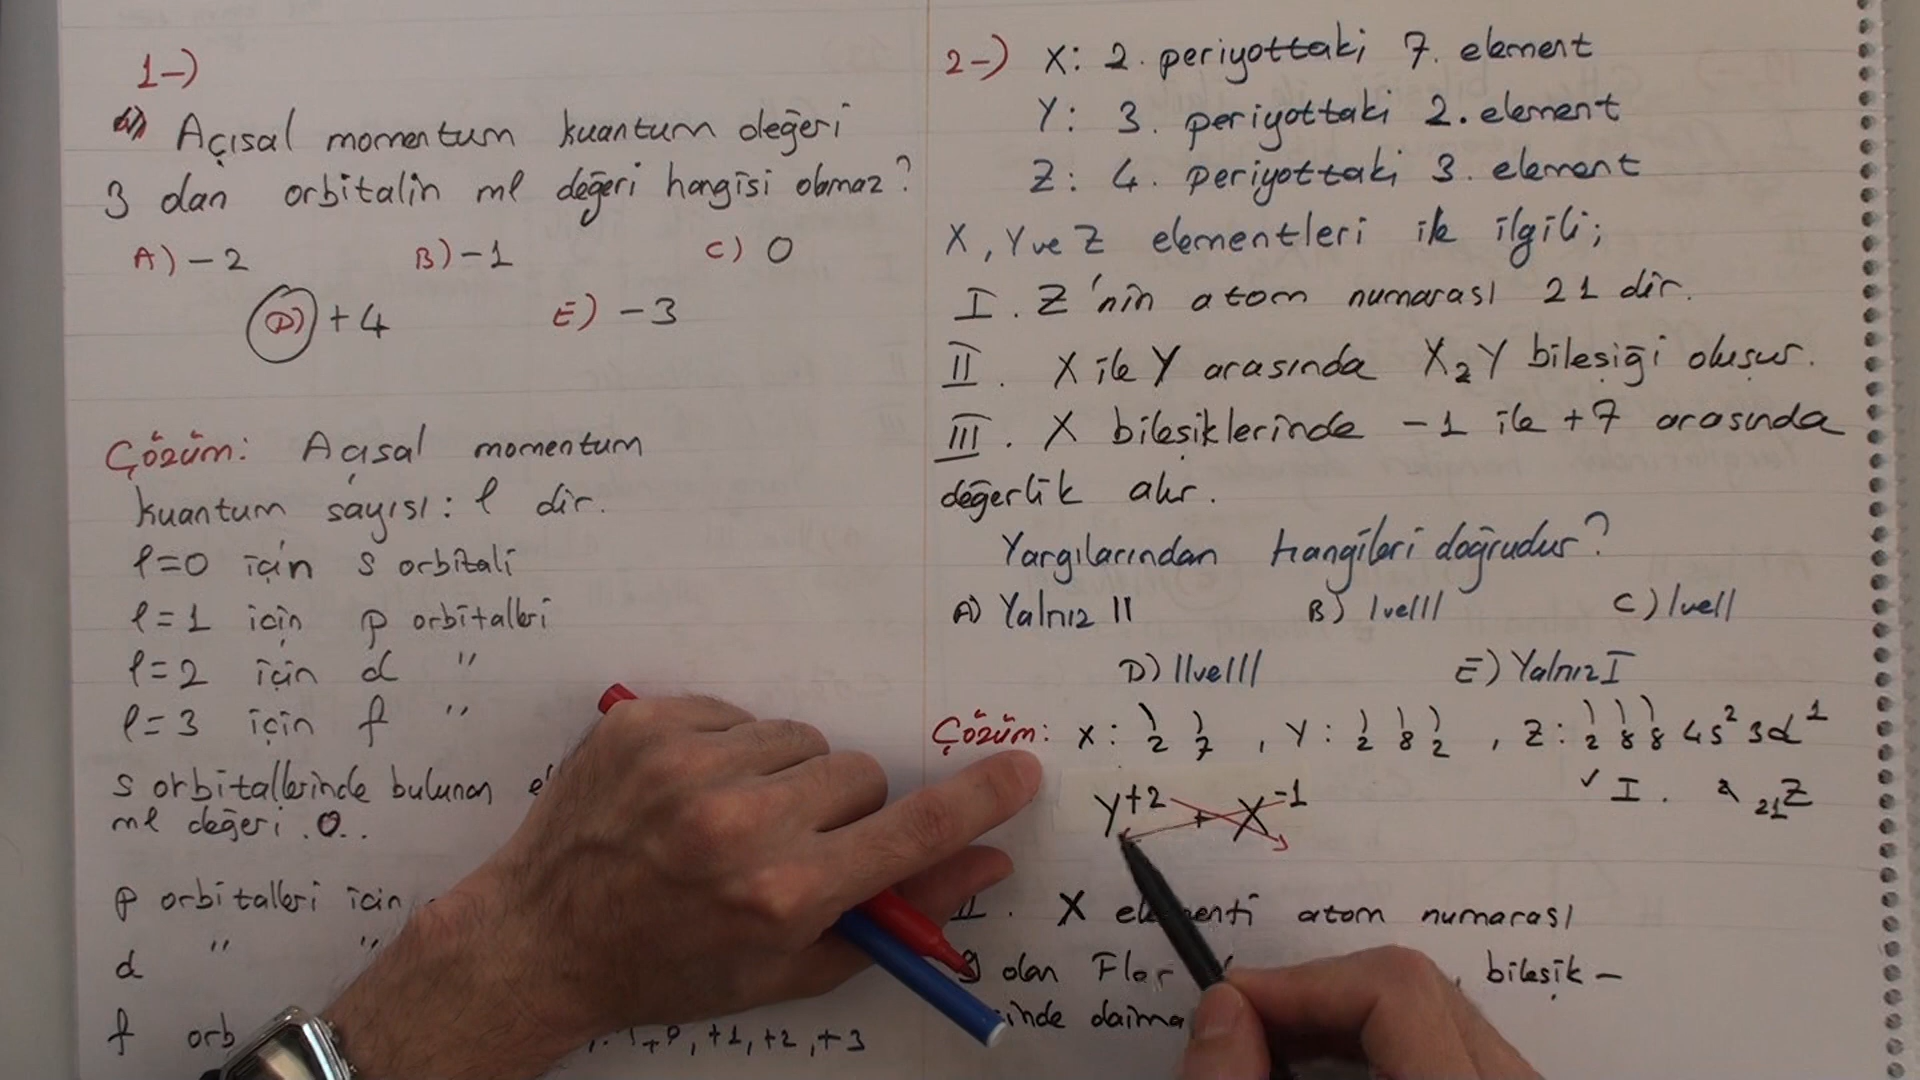 1-)
Açısal momentum kuantum değeri
3 dan orbitalin ml değeri hangisi olamaz?
A) -2 B) -1 C) 0
D) +4 E) -3
Çözüm: Açısal momentum
kuantum sayısı: l dir.
l=0 için s orbitali
l=1 için p orbitalleri
l=2 için d "
l=3 için f "
s orbitallerinde bulunan e
ml değeri .0..
p orbitalleri için
d " "
f orb , +1, +2, +3
2-) X: 2. periyottaki 7. element
Y: 3. periyottaki 2. element
Z: 4. periyottaki 3. element
X, Y ve Z elementleri ile ilgili;
I. Z'nin atom numarası 21 dir.
II. X ile Y arasında X₂Y bileşiği oluşur.
III. X bileşiklerinde -1 ile +7 arasında
değerlik alır.
Yargılarından hangileri doğrudur?
A) Yalnız II B) I ve III C) I ve II
D) II ve III E) Yalnız I
Çözüm: X: 2 7, Y: 2 8 2, Z: 2 8 8 4s² 3d¹
Y⁺² X⁻¹ ✓ I. ₂₁Z
X elementi atom numarası
9 olan Flor bileşik-
inde daima